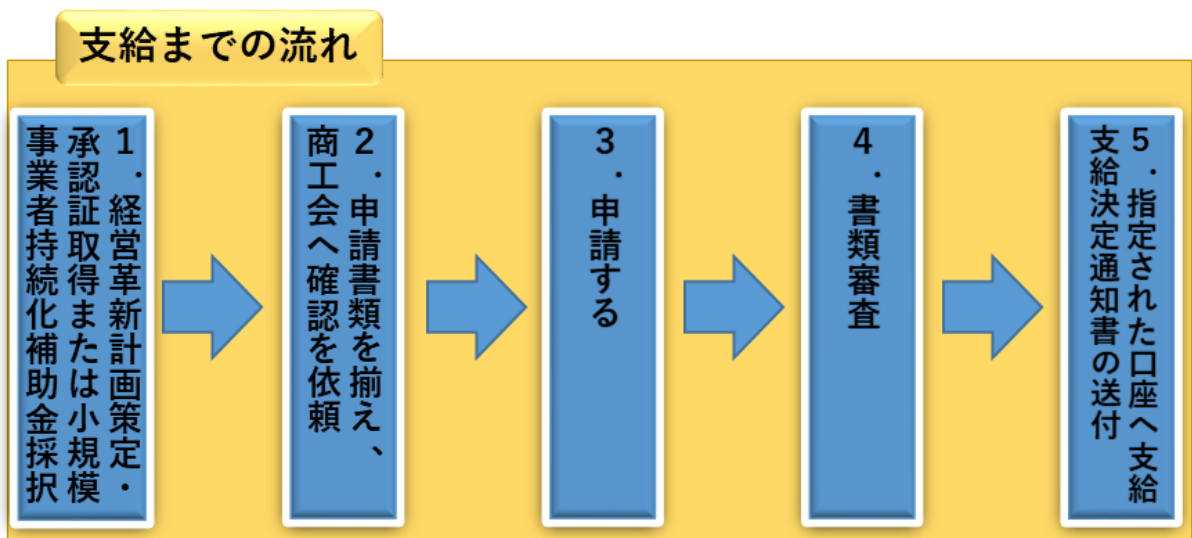 支給までの流れ
1．経営革新計画策定・
承認証取得または小規模
事業者持続化補助金採択
2．申請書類を揃え、
商工会へ確認を依頼
3．申請する
4．書類審査
5．指定された口座へ支給
支給決定通知書の送付